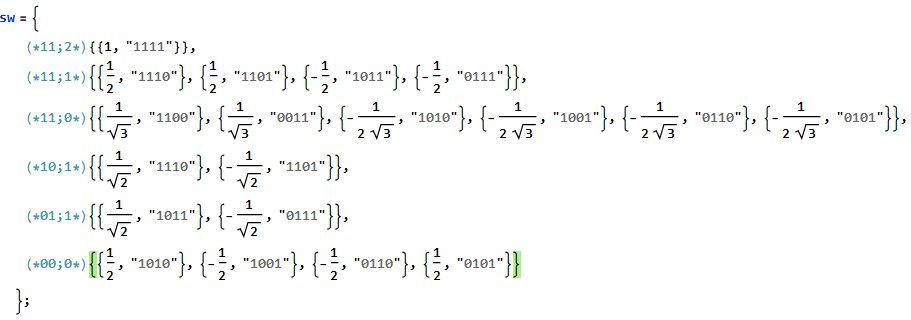 sw = {
(*11;2*){{1, "1111"}},
(*11;1*){{1/2, "1110"}, {1/2, "1101"}, {-1/2, "1011"}, {-1/2, "0111"}},
(*11;0*){{1/√3, "1100"}, {1/√3, "0011"}, {-1/(2 √3), "1010"}, {-1/(2 √3), "1001"}, {-1/(2 √3), "0110"}, {-1/(2 √3), "0101"}},
(*10;1*){{1/√2, "1110"}, {-1/√2, "1101"}},
(*01;1*){{1/√2, "1011"}, {-1/√2, "0111"}},
(*00;0*){{1/2, "1010"}, {-1/2, "1001"}, {-1/2, "0110"}, {1/2, "0101"}}
};